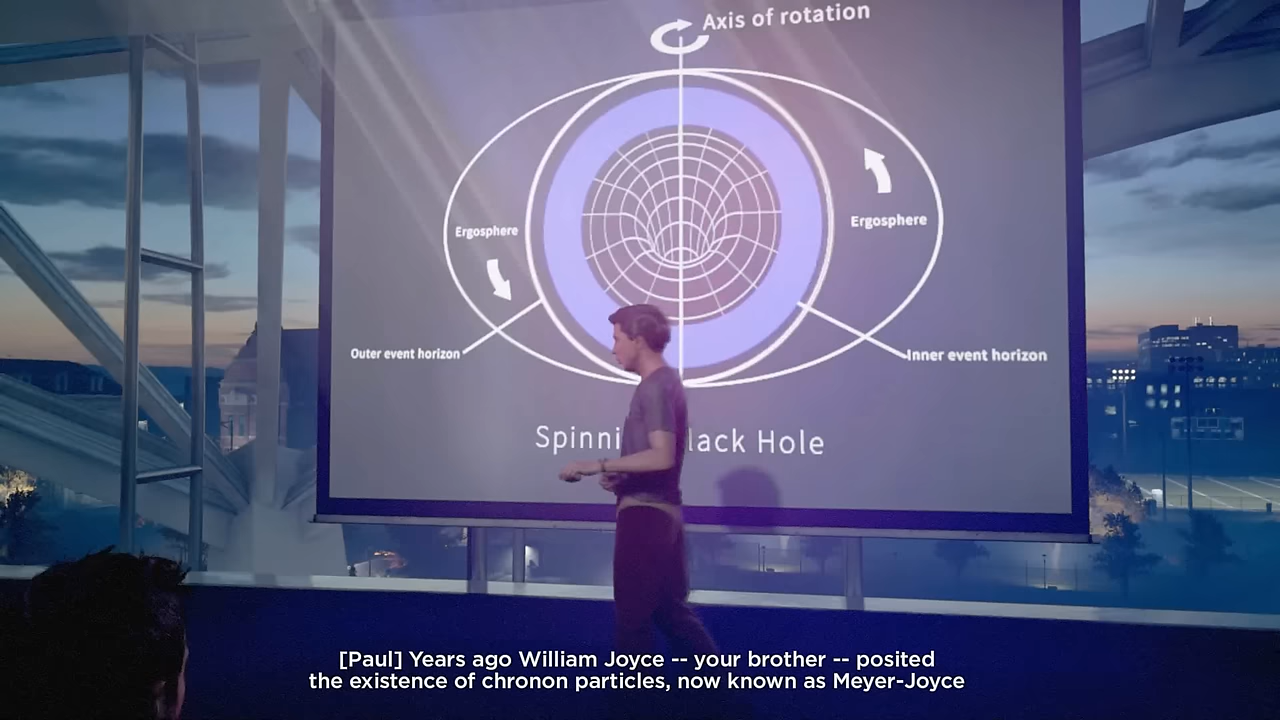 Axis of rotation
Ergosphere
Ergosphere
Outer event horizon
Inner event horizon
Spinni lack Hole
[Paul] Years ago William Joyce -- your brother -- posited
the existence of chronon particles, now known as Meyer-Joyce